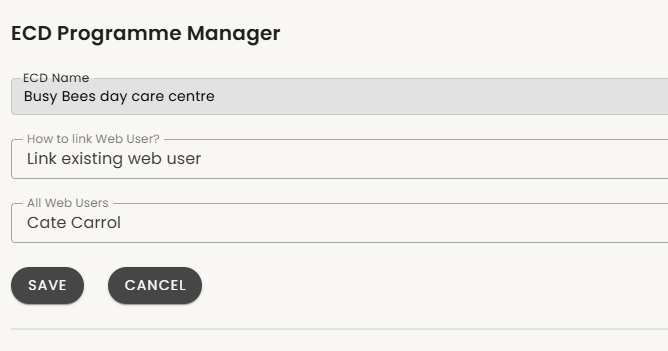 ECD Programme Manager
ECD Name
Busy Bees day care centre
How to link Web User?
Link existing web user
All Web Users
Cate Carrol
SAVE CANCEL